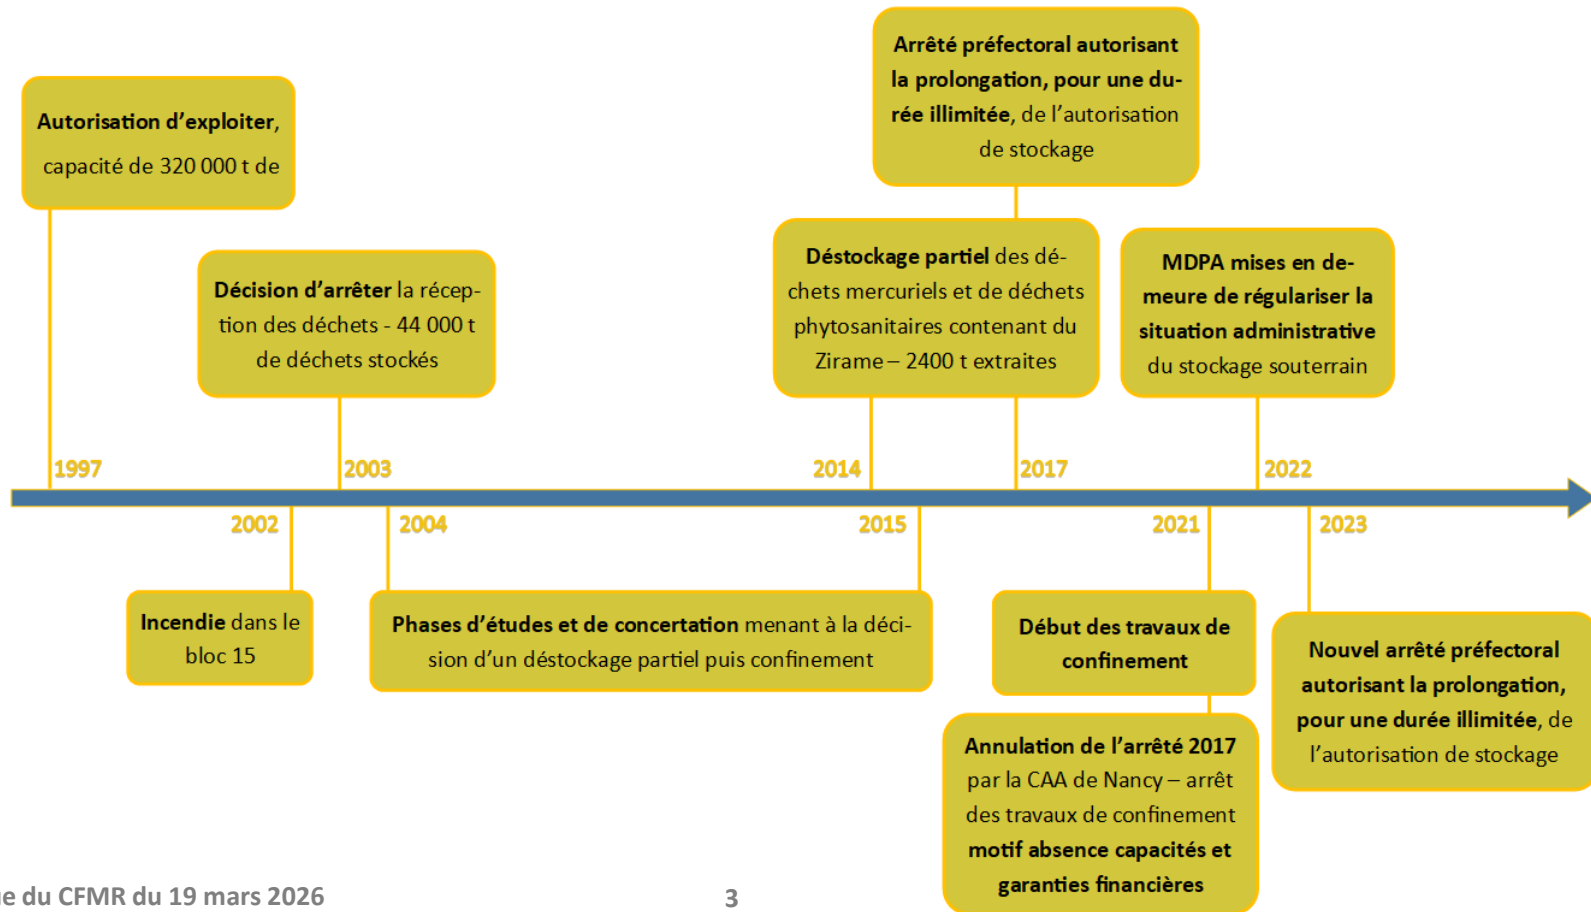 Arrêté préfectoral autorisant
la prolongation, pour une du-
rée illimitée, de l’autorisation
de stockage
Autorisation d’exploiter,
capacité de 320 000 t de
Décision d’arrêter la récep-
tion des déchets - 44 000 t
de déchets stockés
Déstockage partiel des dé-
chets mercuriels et de déchets
phytosanitaires contenant du
Zirame – 2400 t extraites
MDPA mises en de-
meure de régulariser la
situation administrative
du stockage souterrain
1997
2003
2014
2017
2022
2002
2004
2015
2021
2023
Incendie dans le
bloc 15
Phases d’études et de concertation menant à la déci-
sion d’un déstockage partiel puis confinement
Début des travaux de
confinement
Nouvel arrêté préfectoral
autorisant la prolongation,
pour une durée illimitée, de
l’autorisation de stockage
Annulation de l’arrêté 2017
par la CAA de Nancy – arrêt
des travaux de confinement
motif absence capacités et
garanties financières
du CFMR du 19 mars 2026
3